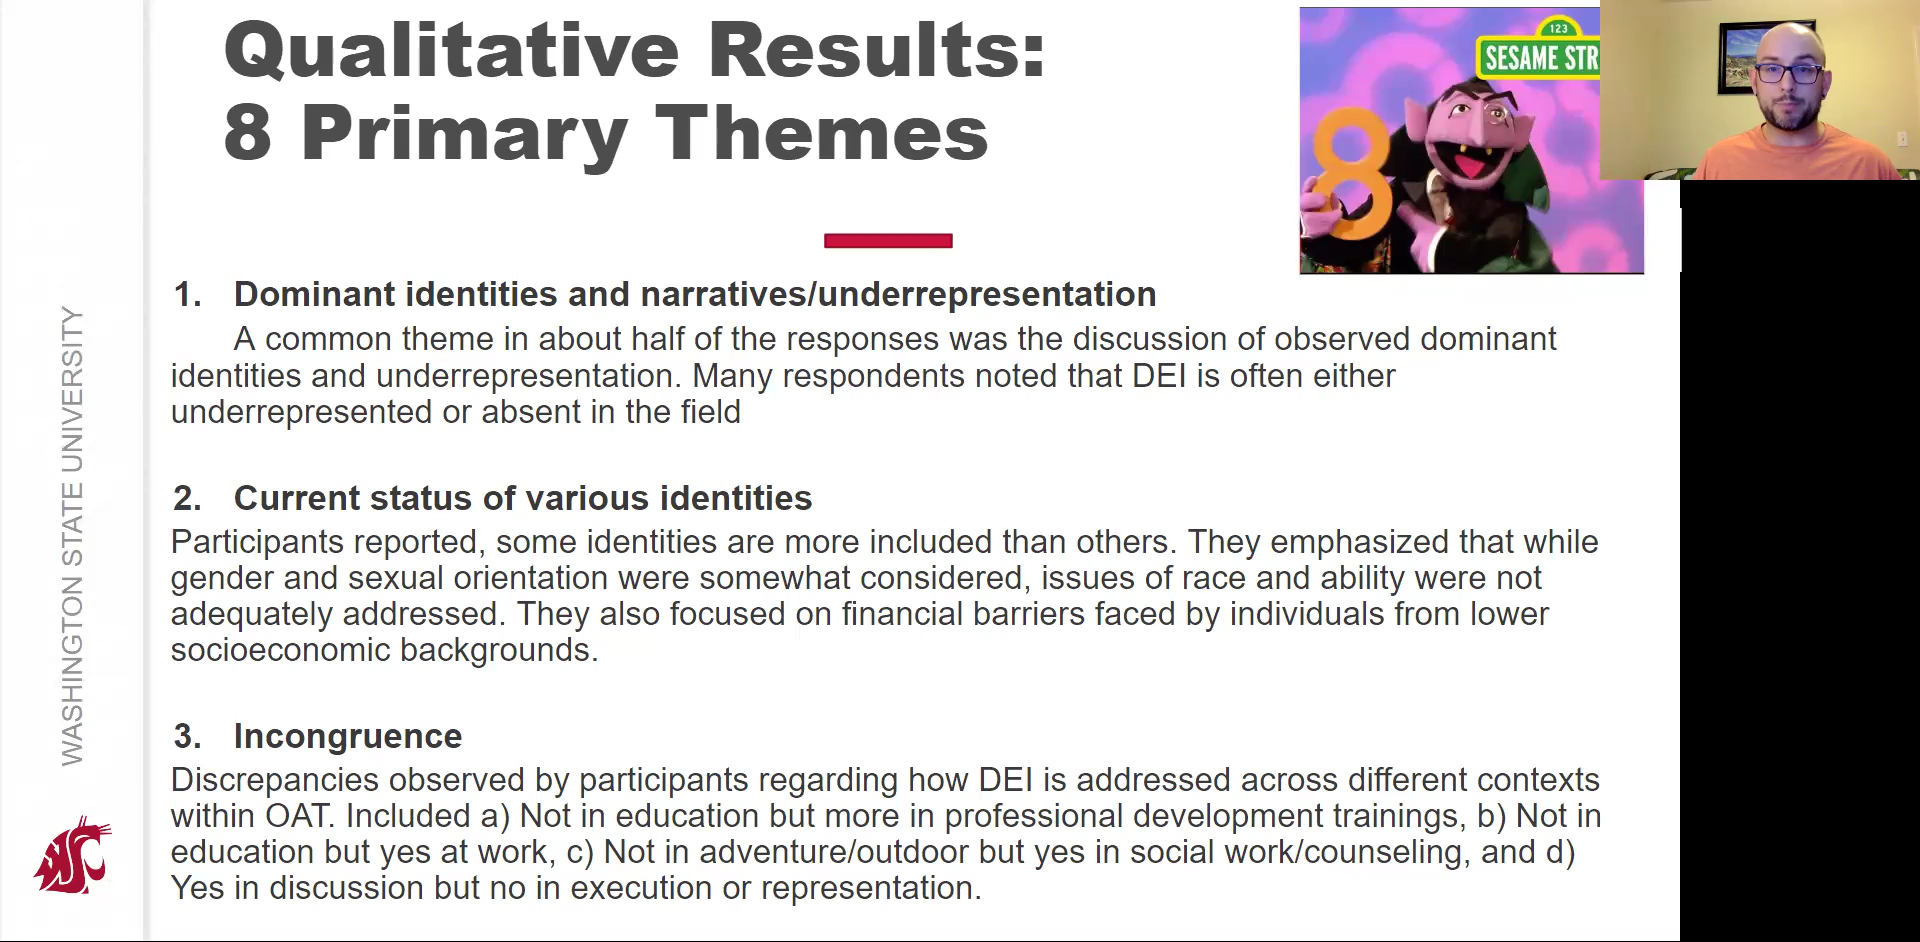 Qualitative Results:
8 Primary Themes
123
SESAME STR
8
1. Dominant identities and narratives/underrepresentation
A common theme in about half of the responses was the discussion of observed dominant
identities and underrepresentation. Many respondents noted that DEI is often either
underrepresented or absent in the field
2. Current status of various identities
Participants reported, some identities are more included than others. They emphasized that while
gender and sexual orientation were somewhat considered, issues of race and ability were not
adequately addressed. They also focused on financial barriers faced by individuals from lower
socioeconomic backgrounds.
3. Incongruence
Discrepancies observed by participants regarding how DEI is addressed across different contexts
within OAT. Included a) Not in education but more in professional development trainings, b) Not in
education but yes at work, c) Not in adventure/outdoor but yes in social work/counseling, and d)
Yes in discussion but no in execution or representation.
WASHINGTON STATE UNIVERSITY
WSC